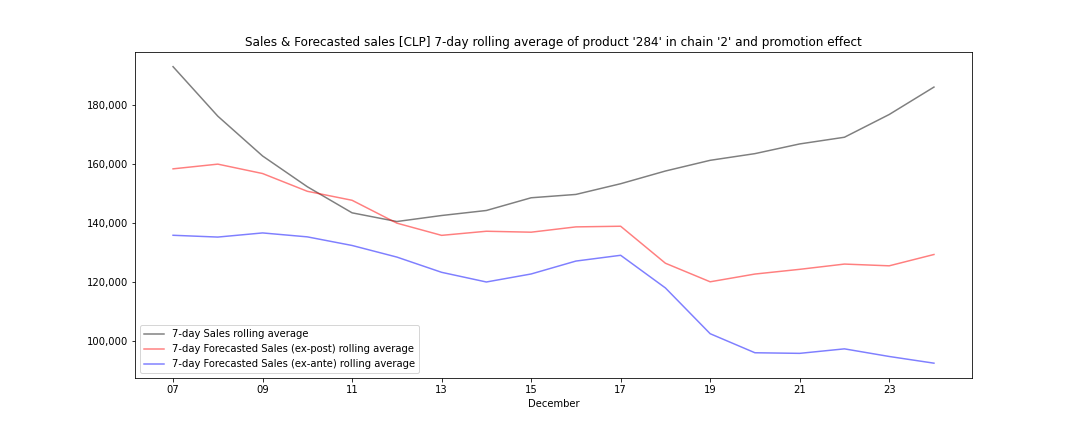 Sales & Forecasted sales [CLP] 7-day rolling average of product '284' in chain '2' and promotion effect
180,000
160,000
140,000
120,000
100,000
7-day Sales rolling average
7-day Forecasted Sales (ex-post) rolling average
7-day Forecasted Sales (ex-ante) rolling average
07 09 11 13 15 17 19 21 23
December